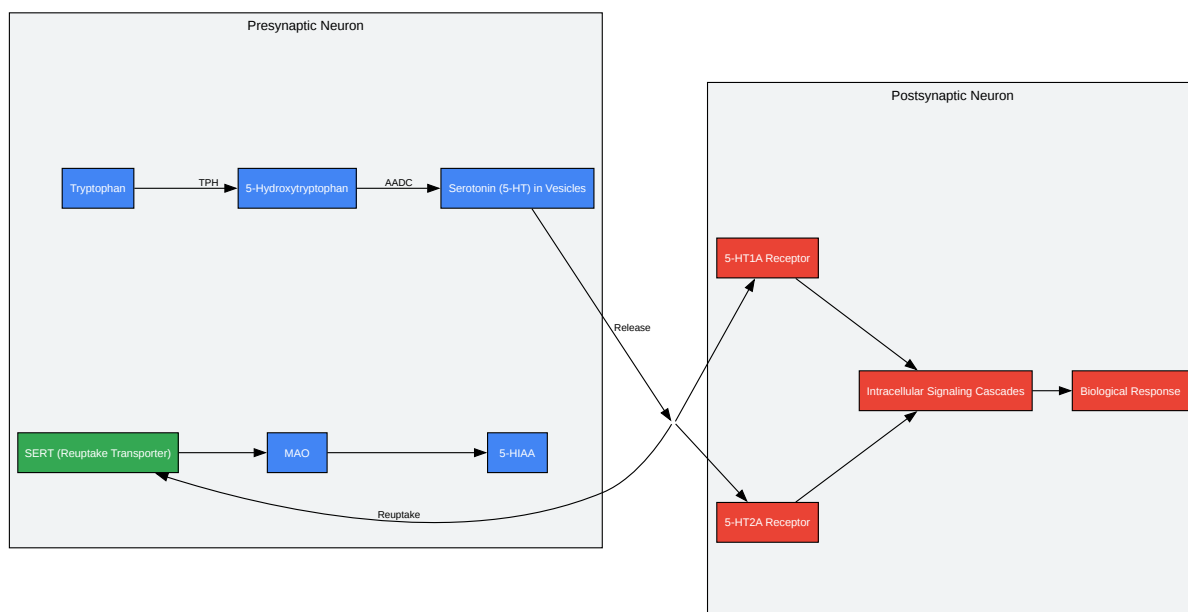 Presynaptic Neuron
Postsynaptic Neuron
Tryptophan
TPH
5-Hydroxytryptophan
AADC
Serotonin (5-HT) in Vesicles
5-HT1A Receptor
Release
Intracellular Signaling Cascades
Biological Response
SERT (Reuptake Transporter)
MAO
5-HIAA
Reuptake
5-HT2A Receptor